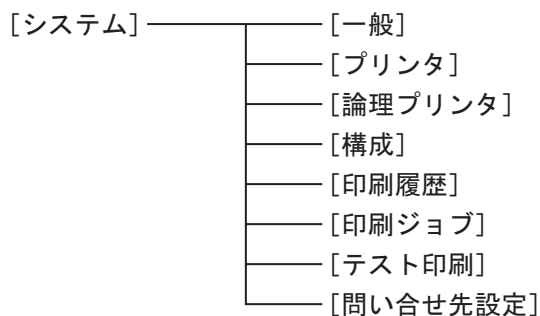 [システム] [一般]
[プリンタ]
[論理プリンタ]
[構成]
[印刷履歴]
[印刷ジョブ]
[テスト印刷]
[問い合せ先設定]